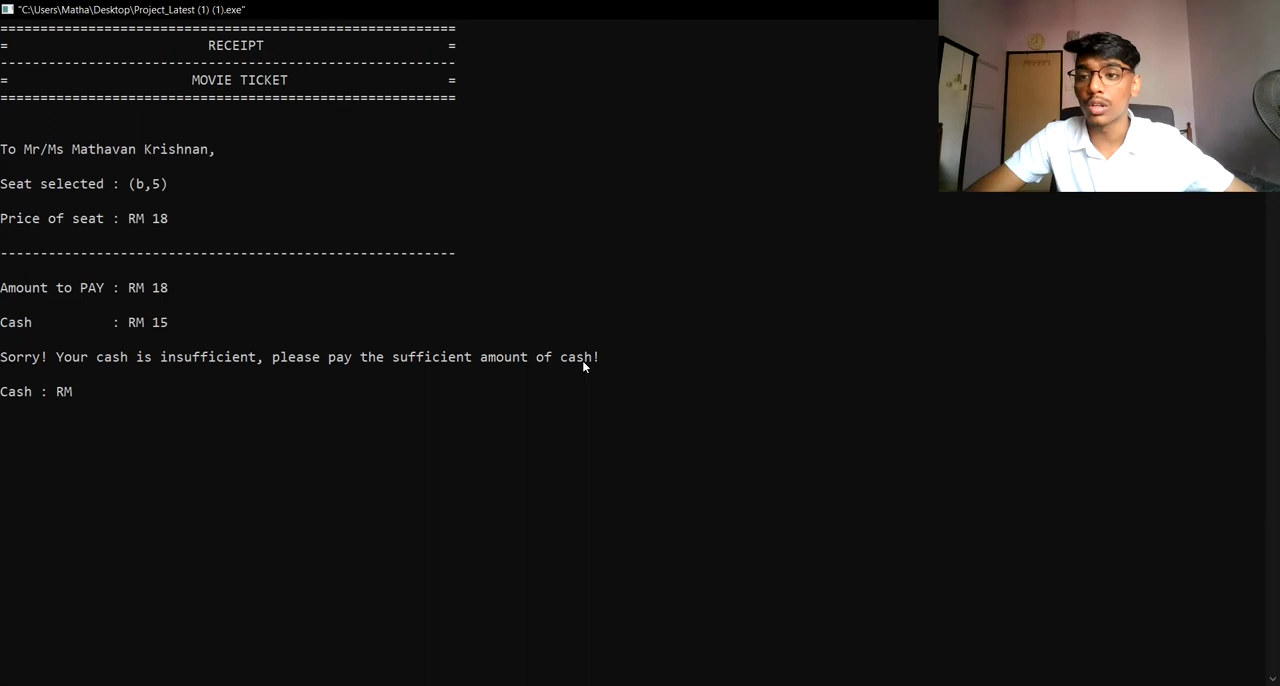 "C:\Users\Matha\Desktop\Project_Latest (1) (1).exe"
=========================================================
= RECEIPT =
---------------------------------------------------------
= MOVIE TICKET =
=========================================================
To Mr/Ms Mathavan Krishnan,
Seat selected : (b,5)
Price of seat : RM 18
---------------------------------------------------------
Amount to PAY : RM 18
Cash : RM 15
Sorry! Your cash is insufficient, please pay the sufficient amount of cash!
Cash : RM